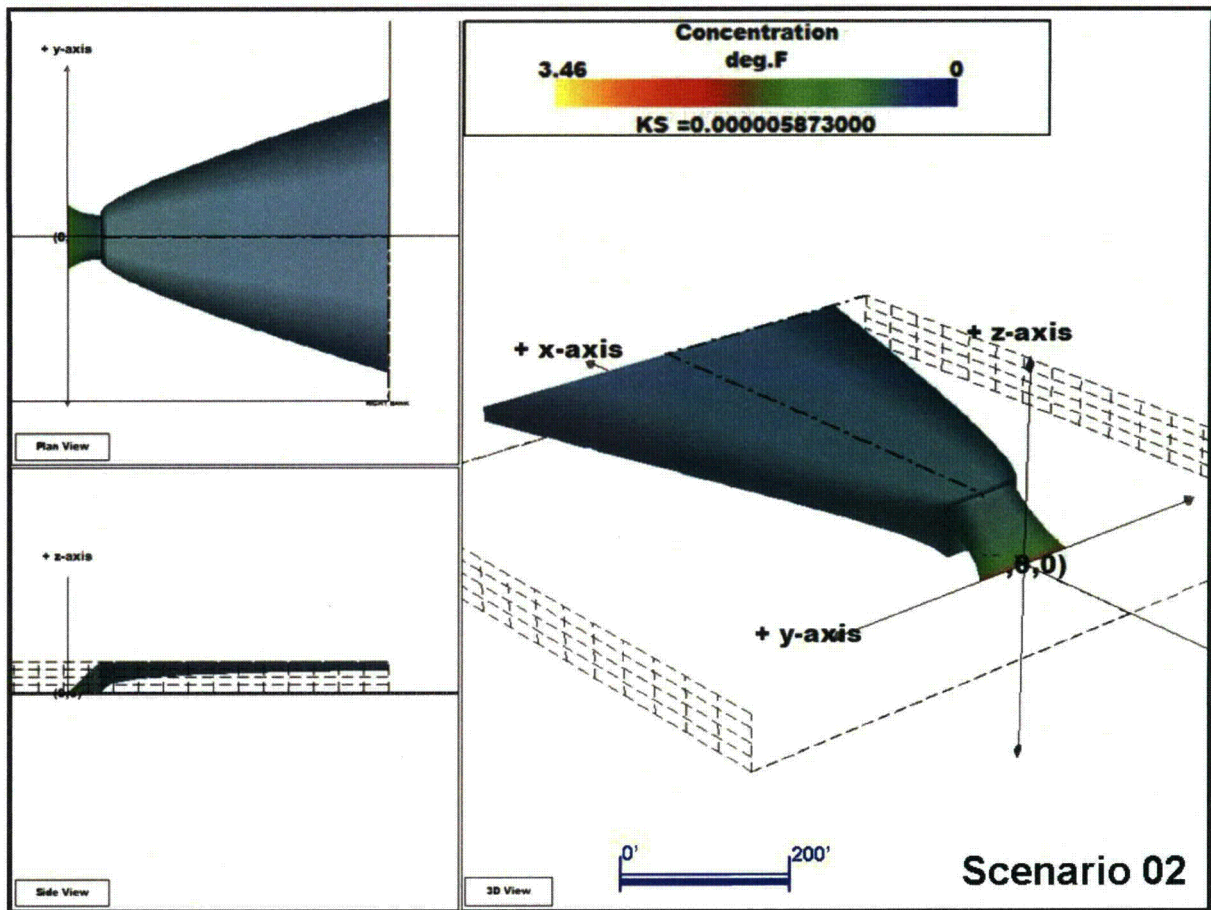 + y-axis
(0,
RIGHT BANK
Plan View
+ z-axis
Side View
Concentration
deg.F
3.46 0
KS =0.000005873000
+ x-axis
+ z-axis
,0,0)
+ y-axis
0' 200'
Scenario 02
3D View